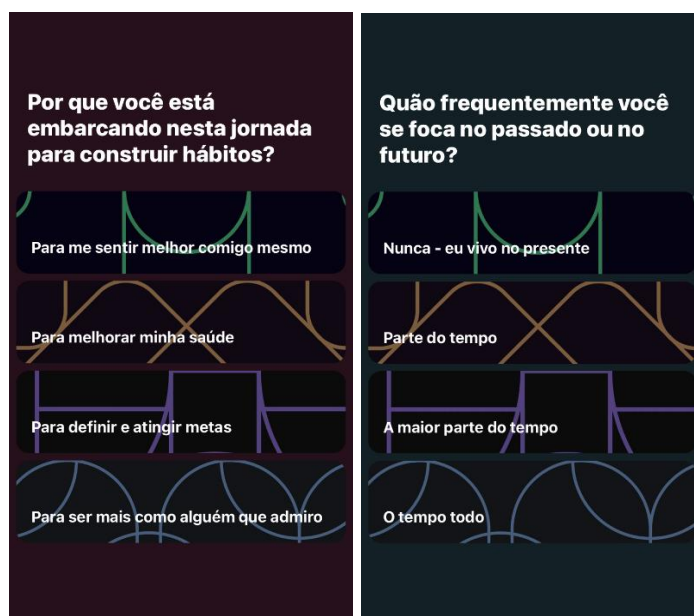 Por que você está
embarcando nesta jornada
para construir hábitos?
Para me sentir melhor comigo mesmo
Para melhorar minha saúde
Para definir e atingir metas
Para ser mais como alguém que admiro
Quão frequentemente você
se foca no passado ou no
futuro?
Nunca - eu vivo no presente
Parte do tempo
A maior parte do tempo
O tempo todo